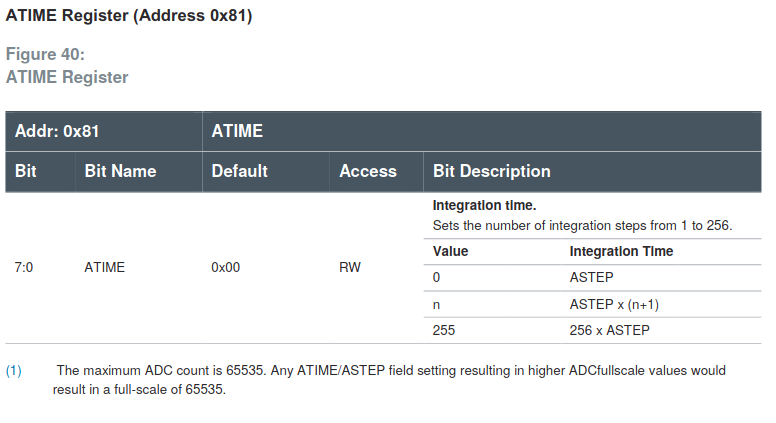 ATIME Register (Address 0x81)
Figure 40:
ATIME Register
Addr: 0x81 ATIME
Bit Bit Name Default Access Bit Description
Integration time.
Sets the number of integration steps from 1 to 256.
Value Integration Time
7:0 ATIME 0x00 RW
0 ASTEP
n ASTEP x (n+1)
255 256 x ASTEP
(1) The maximum ADC count is 65535. Any ATIME/ASTEP field setting resulting in higher ADCfullscale values would
result in a full-scale of 65535.